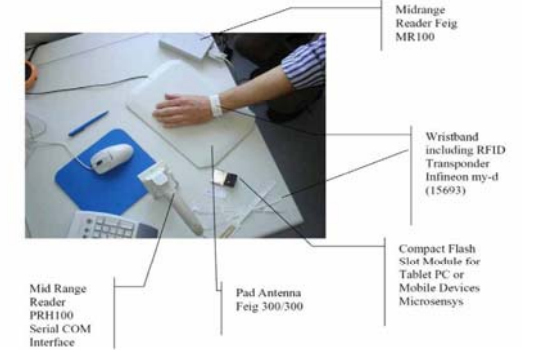 Midrange
Reader Feig
MR100
Wristband
including RFID
Transponder
Infineon my-d
(15693)
Compact Flash
Slot Module for
Tablet PC or
Mobile Devices
Microsensys
Pad Antenna
Feig 300/300
Mid Range
Reader
PRH100
Serial COM
Interface